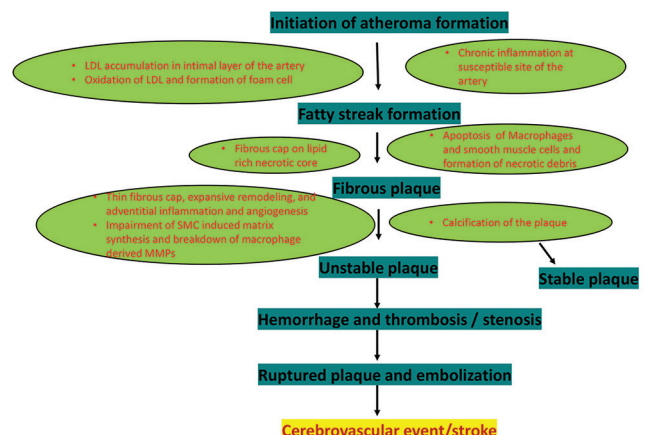 Initiation of atheroma formation
• LDL accumulation in intimal layer of the artery
• Oxidation of LDL and formation of foam cell
• Chronic inflammation at
susceptible site of the
artery
Fatty streak formation
• Fibrous cap on lipid
rich necrotic core
• Apoptosis of Macrophages
and smooth muscle cells and
formation of necrotic debris
Fibrous plaque
• Thin fibrous cap, expansive remodeling, and
adventitial inflammation and angiogenesis
• Impairment of SMC induced matrix
synthesis and breakdown of macrophage
derived MMPs
• Calcification of the plaque
Unstable plaque
Stable plaque
Hemorrhage and thrombosis / stenosis
Ruptured plaque and embolization
Cerebrovascular event/stroke